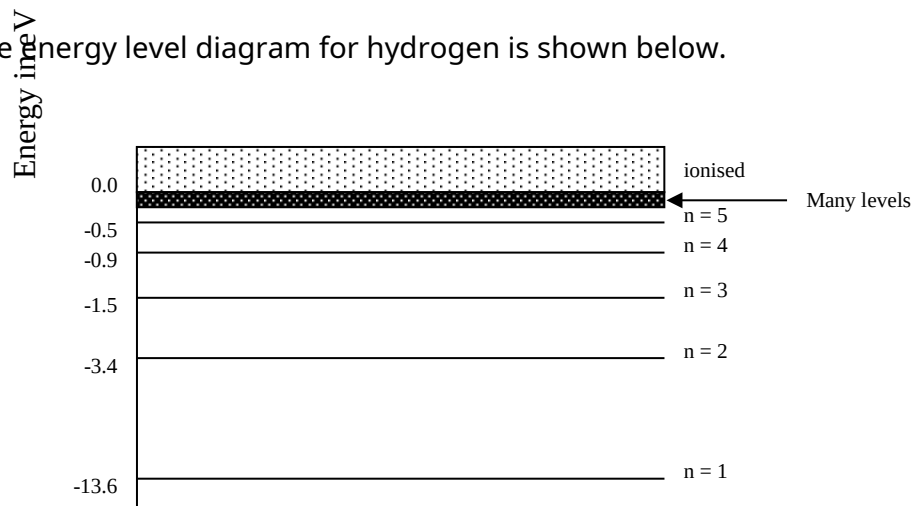 e energy level diagram for hydrogen is shown below.
Energy in eV
ionised
0.0
Many levels
n = 5
-0.5
n = 4
-0.9
n = 3
-1.5
n = 2
-3.4
n = 1
-13.6